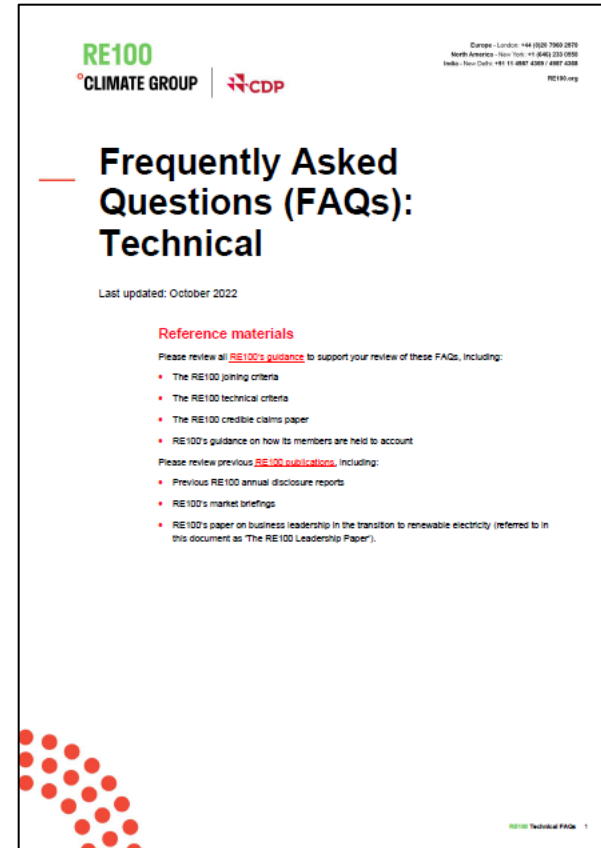 RE100
°CLIMATE GROUP
CDP
Europe - London: +44 (0)20 7960 2970
North America - New York: +1 (646) 233 0550
India - New Delhi: +91 11 4987 4369 / 4987 4368
RE100.org
Frequently Asked
Questions (FAQs):
Technical
Last updated: October 2022
Reference materials
Please review all RE100's guidance to support your review of these FAQs, including:
• The RE100 joining criteria
• The RE100 technical criteria
• The RE100 credible claims paper
• RE100's guidance on how its members are held to account
Please review previous RE100 publications, including:
• Previous RE100 annual disclosure reports
• RE100's market briefings
• RE100's paper on business leadership in the transition to renewable electricity (referred to in
this document as 'The RE100 Leadership Paper').
RE100 Technical FAQs 1